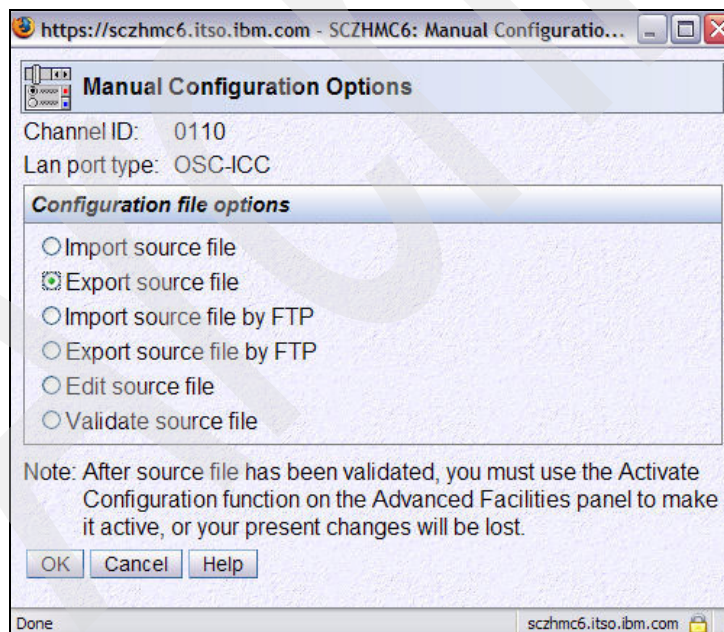 https://sczhmc6.itso.ibm.com - SCZHMC6: Manual Configuratio...
Manual Configuration Options
Channel ID: 0110
Lan port type: OSC-ICC
Configuration file options
Import source file
Export source file
Import source file by FTP
Export source file by FTP
Edit source file
Validate source file
Note: After source file has been validated, you must use the Activate
Configuration function on the Advanced Facilities panel to make
it active, or your present changes will be lost.
OK Cancel Help
Done sczhmc6.itso.ibm.com